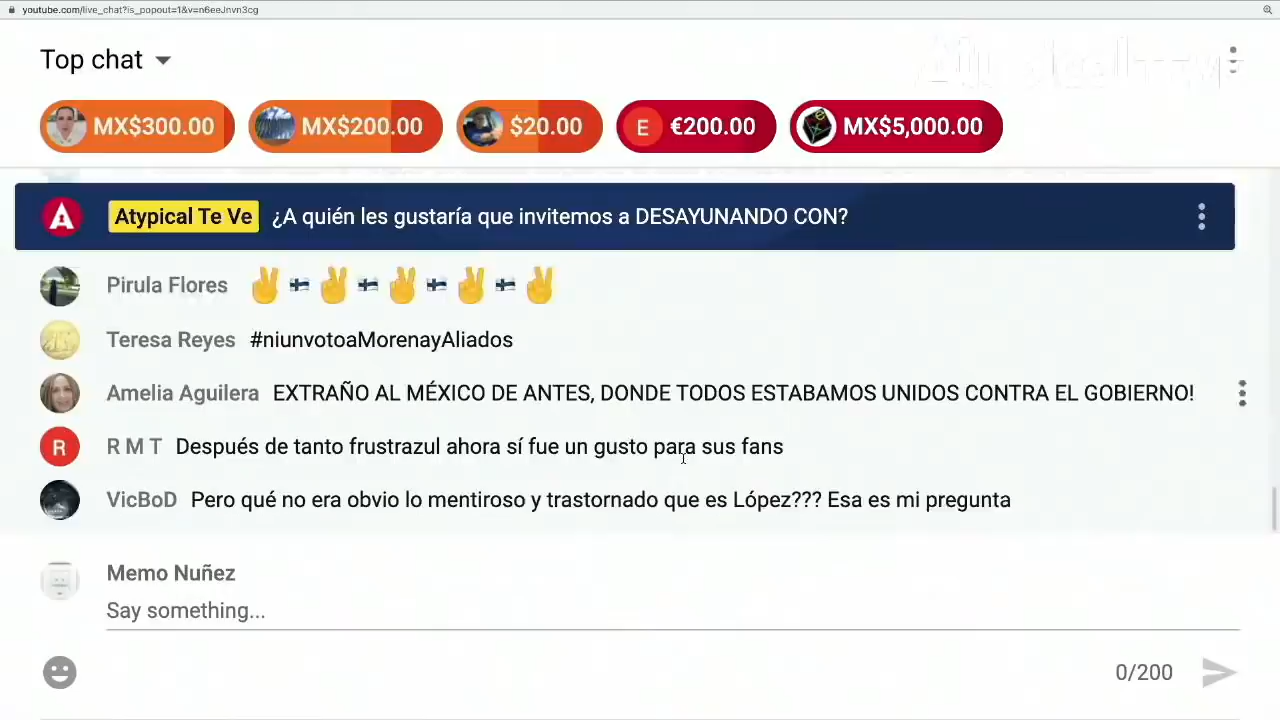 youtube.com/live_chat?is_popout=1&v=n6eeJnvn3cg
Top chat
MX$300.00 MX$200.00 $20.00 E €200.00 MX$5,000.00
A Atypical Te Ve ¿A quién les gustaría que invitemos a DESAYUNANDO CON?
Pirula Flores ✌🇫🇮✌🇫🇮✌🇫🇮✌🇫🇮✌
Teresa Reyes #niunvotoaMorenayAliados
Amelia Aguilera EXTRAÑO AL MÉXICO DE ANTES, DONDE TODOS ESTABAMOS UNIDOS CONTRA EL GOBIERNO!
R R M T Después de tanto frustrazul ahora sí fue un gusto para sus fans
VicBoD Pero qué no era obvio lo mentiroso y trastornado que es López??? Esa es mi pregunta
Memo Nuñez
Say something...
0/200